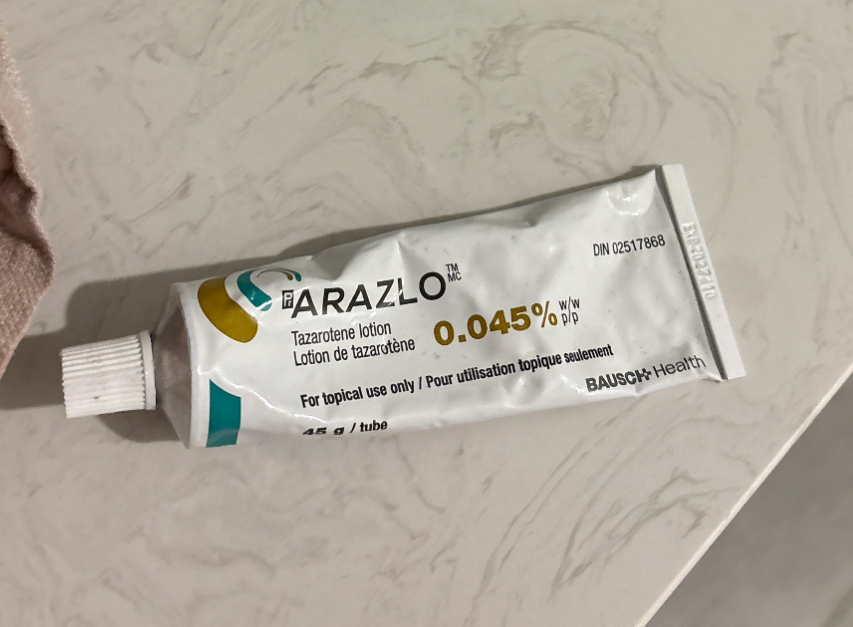 DIN 02517868
Pr ARAZLO TM MC
Tazarotene lotion
Lotion de tazarotène
0.045% w/w p/p
For topical use only / Pour utilisation topique seulement
BAUSCH+Health
45 g / tube